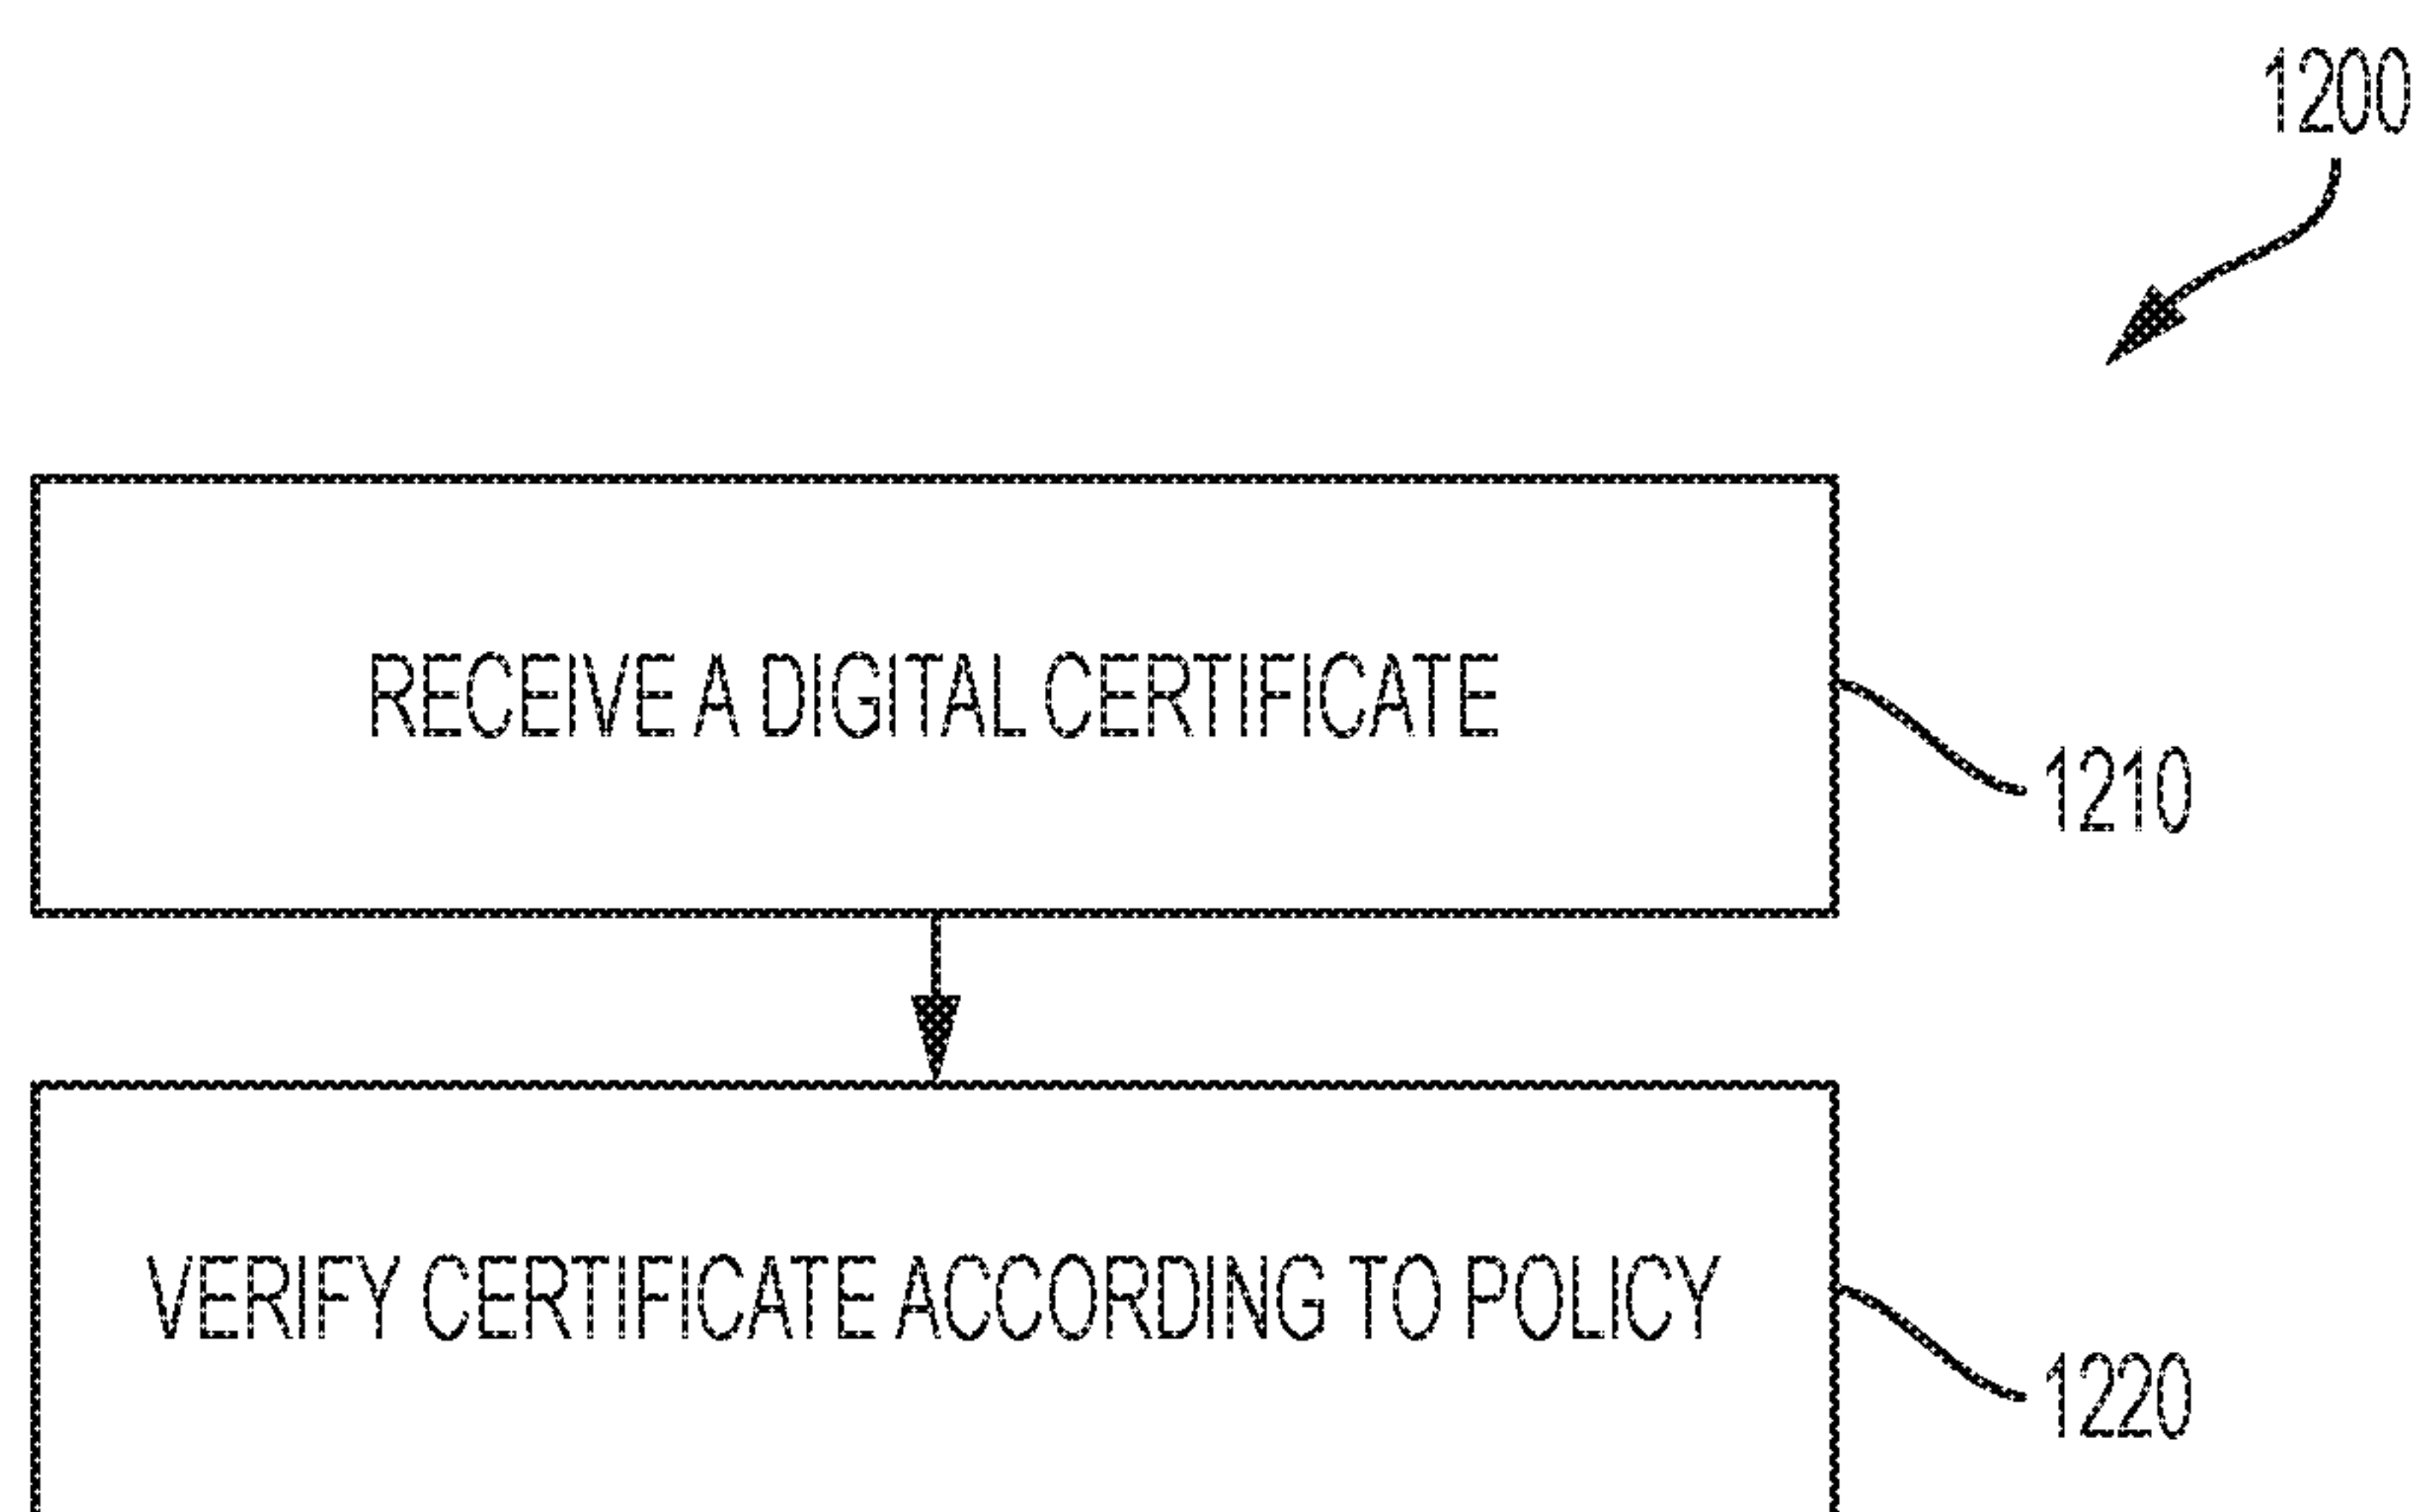 1200
RECEIVE A DIGITAL CERTIFICATE
1210
VERIFY CERTIFICATE ACCORDING TO POLICY
1220